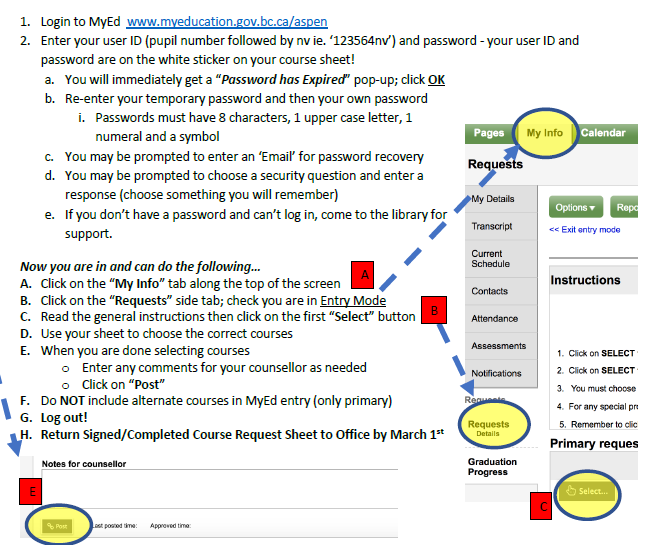 1. Login to MyEd www.myeducation.gov.bc.ca/aspen
2. Enter your user ID (pupil number followed by nv ie. ‘123564nv’) and password - your user ID and
password are on the white sticker on your course sheet!
a. You will immediately get a “Password has Expired” pop-up; click OK
b. Re-enter your temporary password and then your own password
i. Passwords must have 8 characters, 1 upper case letter, 1
numeral and a symbol
c. You may be prompted to enter an ‘Email’ for password recovery
d. You may be prompted to choose a security question and enter a
response (choose something you will remember)
e. If you don’t have a password and can’t log in, come to the library for
support.
Now you are in and can do the following…
A. Click on the “My Info” tab along the top of the screen
B. Click on the “Requests” side tab; check you are in Entry Mode
C. Read the general instructions then click on the first “Select” button
D. Use your sheet to choose the correct courses
E. When you are done selecting courses
o Enter any comments for your counsellor as needed
o Click on “Post”
F. Do NOT include alternate courses in MyEd entry (only primary)
G. Log out!
H. Return Signed/Completed Course Request Sheet to Office by March 1st
A
B
Pages My Info Calendar
Requests
My Details
Transcript
Current
Schedule
Contacts
Attendance
Assessments
Notifications
Requests
Requests
Details
Graduation
Progress
Options Repo
<< Exit entry mode
Instructions
1. Click on SELECT
2. Click on SELECT
3. You must choose
4. For any special pro
5. Remember to clic
Primary reques
Select...
C
Notes for counsellor
E
Post Last posted time: Approved time: